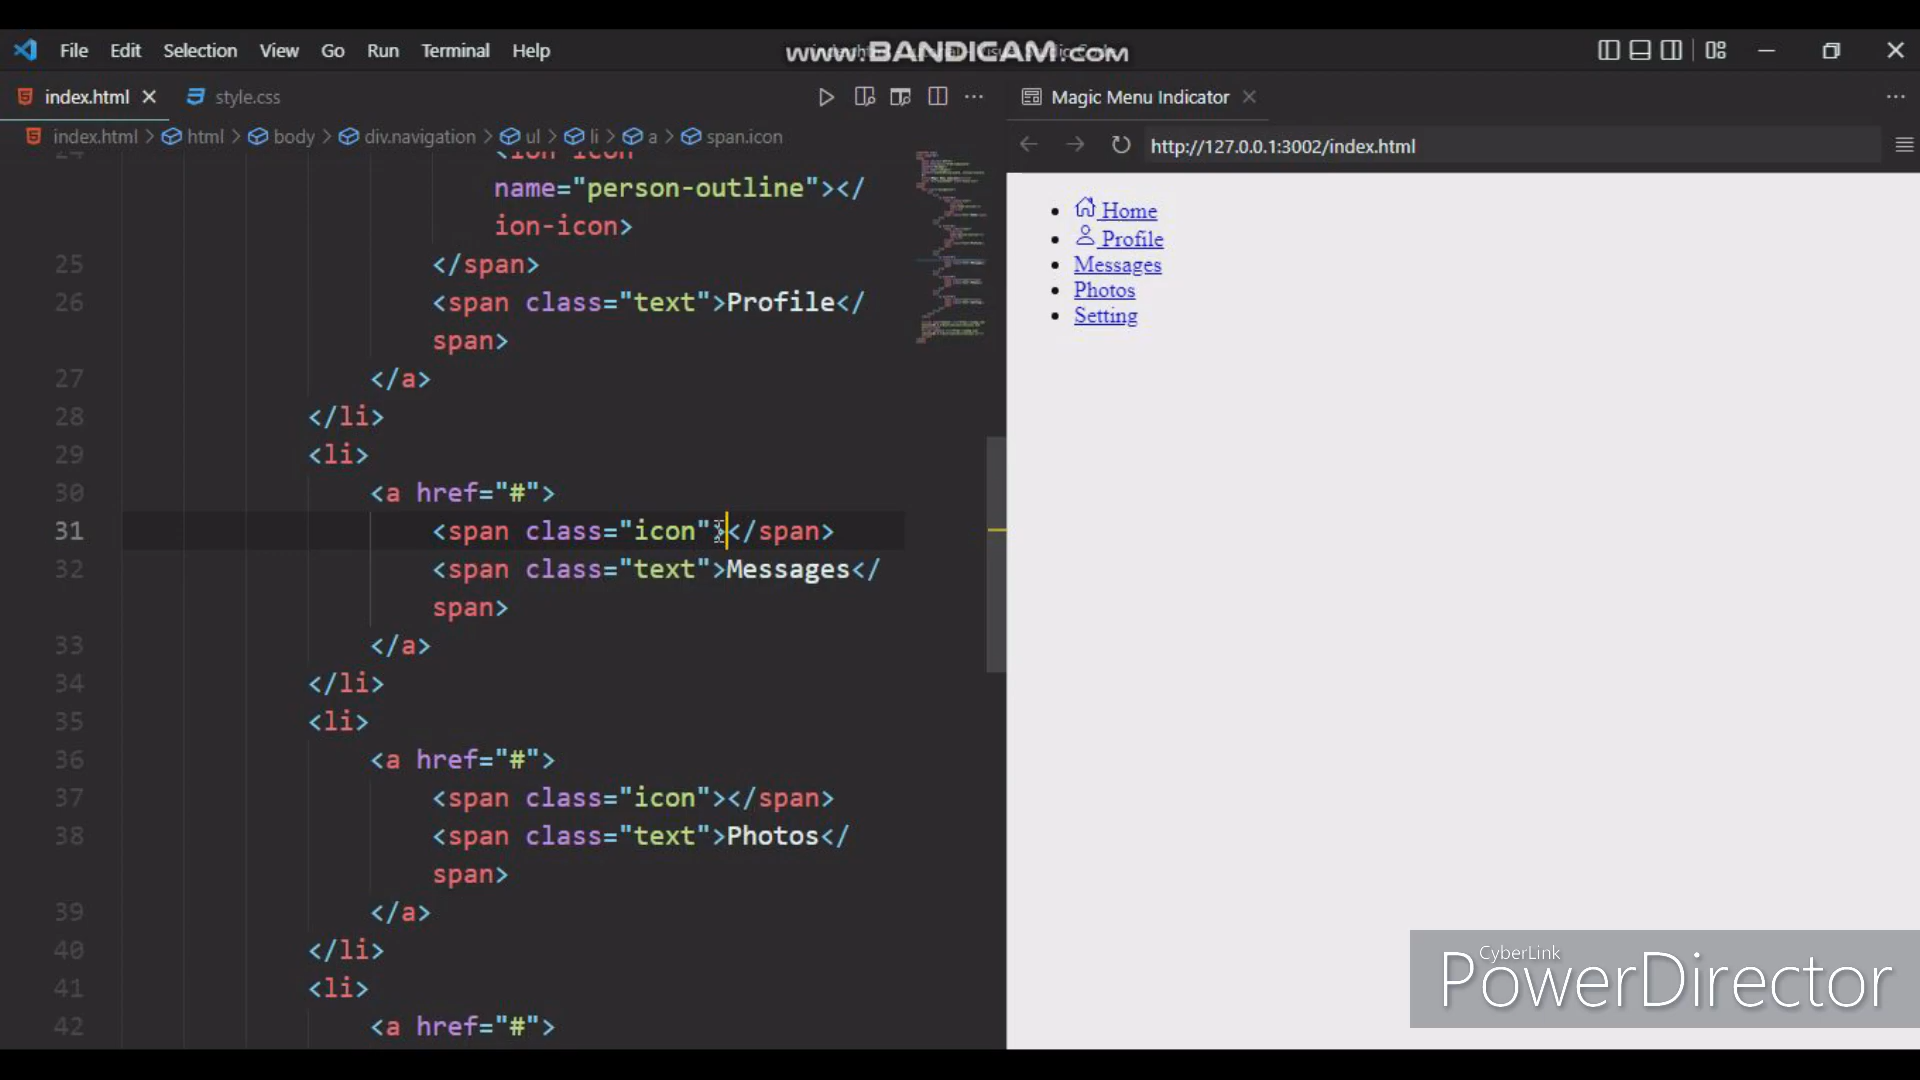 File Edit Selection View Go Run Terminal Help
www.BANDICAM.com
index.html
style.css
Magic Menu Indicator
index.html > html > body > div.navigation > ul > li > a > span.icon
http://127.0.0.1:3002/index.html
24 <ion-icon
name="person-outline"></
ion-icon>
25 </span>
26 <span class="text">Profile</
span>
27 </a>
28 </li>
29 <li>
30 <a href="#">
31 <span class="icon"></span>
32 <span class="text">Messages</
span>
33 </a>
34 </li>
35 <li>
36 <a href="#">
37 <span class="icon"></span>
38 <span class="text">Photos</
span>
39 </a>
40 </li>
41 <li>
42 <a href="#">
Home
Profile
Messages
Photos
Setting
CyberLink
PowerDirector